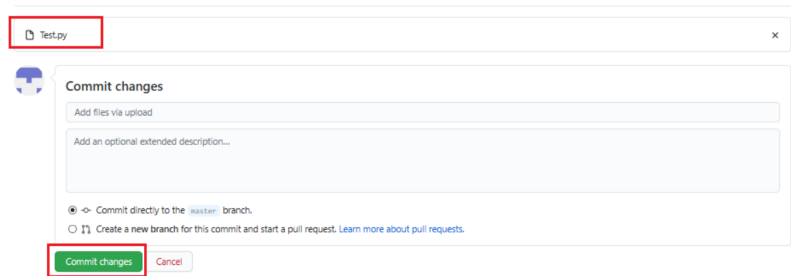 Test.py
Commit changes
Add files via upload
Add an optional extended description...
Commit directly to the master branch.
Create a new branch for this commit and start a pull request. Learn more about pull requests.
Commit changes Cancel